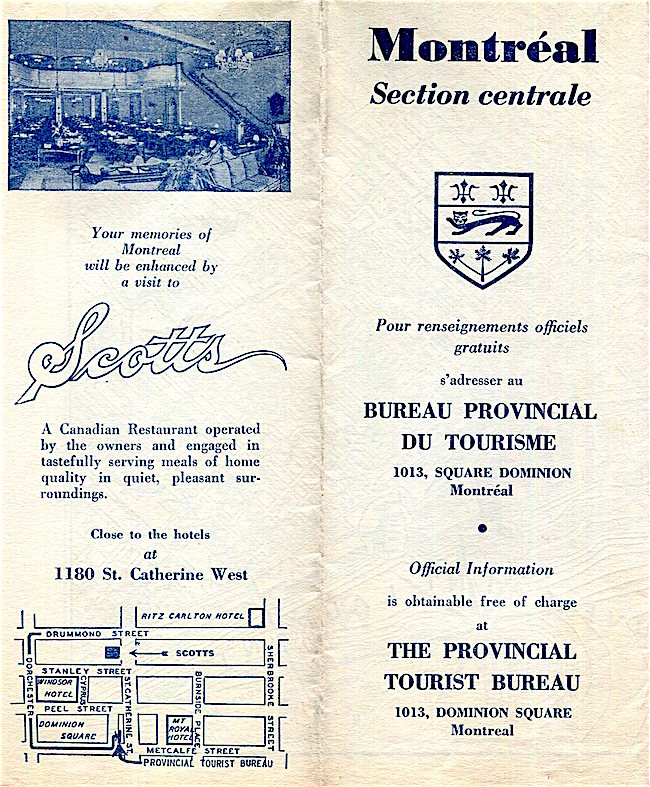 Your memories of
Montreal
will be enhanced by
a visit to
Scotts
A Canadian Restaurant operated
by the owners and engaged in
tastefully serving meals of home
quality in quiet, pleasant sur-
roundings.
Close to the hotels
at
1180 St. Catherine West
RITZ CARLTON HOTEL
DRUMMOND STREET
SCOTTS
STANLEY STREET
DORCHESTER
WINDSOR
HOTEL
CYPRUS
ST. CATHERINE ST.
BURNSIDE PLACE
SHERBROOKE STREET
PEEL STREET
DOMINION
SQUARE
MT
ROYAL
HOTEL
METCALFE STREET
PROVINCIAL TOURIST BUREAU
Montréal
Section centrale
Pour renseignements officiels
gratuits
s'adresser au
BUREAU PROVINCIAL
DU TOURISME
1013, SQUARE DOMINION
Montréal
Official Information
is obtainable free of charge
at
THE PROVINCIAL
TOURIST BUREAU
1013, DOMINION SQUARE
Montreal